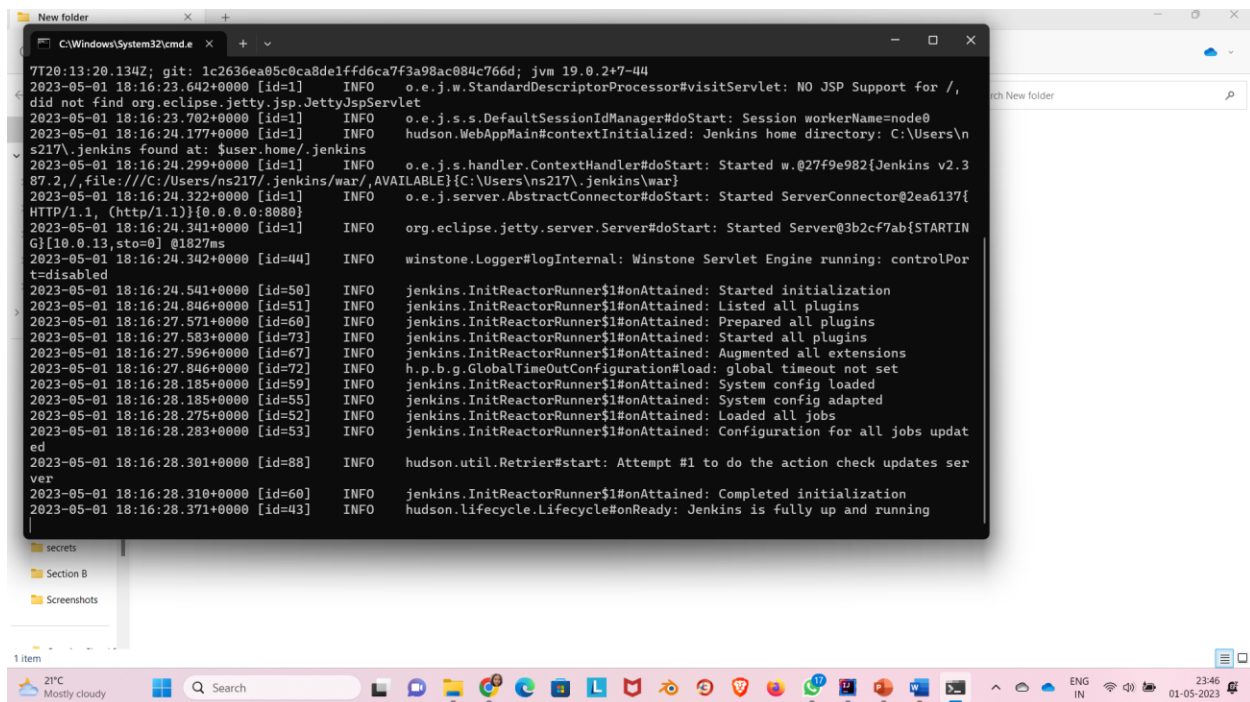 New folder
C:\Windows\System32\cmd.e
7T20:13:20.134Z; git: 1c2636ea05c0ca8de1ffd6ca7f3a98ac084c766d; jvm 19.0.2+7-44
2023-05-01 18:16:23.642+0000 [id=1] INFO o.e.j.w.StandardDescriptorProcessor#visitServlet: NO JSP Support for /,
did not find org.eclipse.jetty.jsp.JettyJspServlet
2023-05-01 18:16:23.702+0000 [id=1] INFO o.e.j.s.s.DefaultSessionIdManager#doStart: Session workerName=node0
2023-05-01 18:16:24.177+0000 [id=1] INFO hudson.WebAppMain#contextInitialized: Jenkins home directory: C:\Users\n
s217\.jenkins found at: $user.home/.jenkins
2023-05-01 18:16:24.299+0000 [id=1] INFO o.e.j.s.handler.ContextHandler#doStart: Started w.@27f9e982{Jenkins v2.3
87.2,/,file:///C:/Users/ns217/.jenkins/war/,AVAILABLE}{C:\Users\ns217\.jenkins\war}
2023-05-01 18:16:24.322+0000 [id=1] INFO o.e.j.server.AbstractConnector#doStart: Started ServerConnector@2ea6137{
HTTP/1.1, (http/1.1)}{0.0.0.0:8080}
2023-05-01 18:16:24.341+0000 [id=1] INFO org.eclipse.jetty.server.Server#doStart: Started Server@3b2cf7ab{STARTIN
G}[10.0.13,sto=0] @1827ms
2023-05-01 18:16:24.342+0000 [id=44] INFO winstone.Logger#logInternal: Winstone Servlet Engine running: controlPor
t=disabled
2023-05-01 18:16:24.541+0000 [id=50] INFO jenkins.InitReactorRunner$1#onAttained: Started initialization
2023-05-01 18:16:24.846+0000 [id=51] INFO jenkins.InitReactorRunner$1#onAttained: Listed all plugins
2023-05-01 18:16:27.571+0000 [id=60] INFO jenkins.InitReactorRunner$1#onAttained: Prepared all plugins
2023-05-01 18:16:27.583+0000 [id=73] INFO jenkins.InitReactorRunner$1#onAttained: Started all plugins
2023-05-01 18:16:27.596+0000 [id=67] INFO jenkins.InitReactorRunner$1#onAttained: Augmented all extensions
2023-05-01 18:16:27.846+0000 [id=72] INFO h.p.b.g.GlobalTimeOutConfiguration#load: global timeout not set
2023-05-01 18:16:28.185+0000 [id=59] INFO jenkins.InitReactorRunner$1#onAttained: System config loaded
2023-05-01 18:16:28.185+0000 [id=55] INFO jenkins.InitReactorRunner$1#onAttained: System config adapted
2023-05-01 18:16:28.275+0000 [id=52] INFO jenkins.InitReactorRunner$1#onAttained: Loaded all jobs
2023-05-01 18:16:28.283+0000 [id=53] INFO jenkins.InitReactorRunner$1#onAttained: Configuration for all jobs updat
ed
2023-05-01 18:16:28.301+0000 [id=88] INFO hudson.util.Retrier#start: Attempt #1 to do the action check updates ser
ver
2023-05-01 18:16:28.310+0000 [id=60] INFO jenkins.InitReactorRunner$1#onAttained: Completed initialization
2023-05-01 18:16:28.371+0000 [id=43] INFO hudson.lifecycle.Lifecycle#onReady: Jenkins is fully up and running
rch New folder
secrets
Section B
Screenshots
1 item
21°C
Mostly cloudy
Search
17
ENG
IN
23:46
01-05-2023